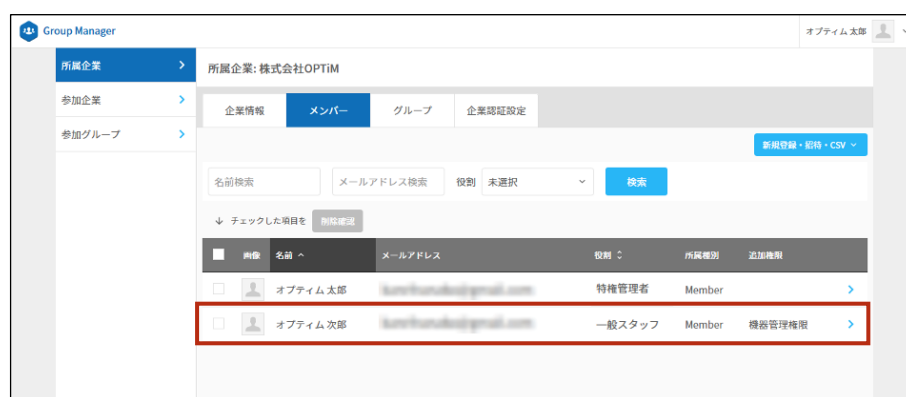 Group Manager
オプティム 太郎
所属企業
参加企業
参加グループ
所属企業: 株式会社OPTiM
企業情報 メンバー グループ 企業認証設定
新規登録・招待・CSV
名前検索 メールアドレス検索 役割 未選択 検索
チェックした項目を 削除確認
画像 名前 メールアドレス 役割 所属種別 追加権限
オプティム 太郎 特権管理者 Member
オプティム 次郎 一般スタッフ Member 機器管理権限